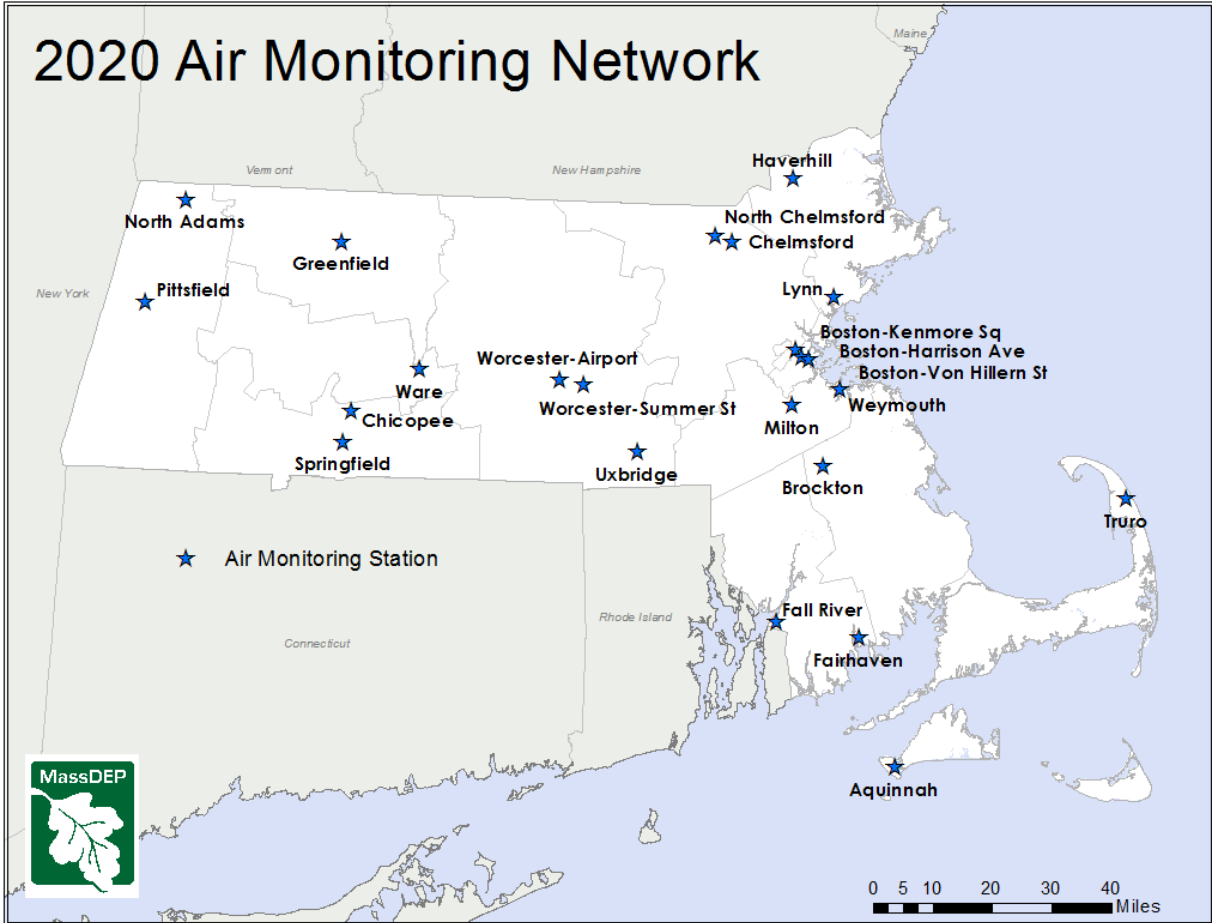 2020 Air Monitoring Network
Maine
Vermont
New Hampshire
Haverhill
North Adams
North Chelmsford
Chelmsford
Greenfield
New York
Pittsfield
Lynn
Boston-Kenmore Sq
Boston-Harrison Ave
Boston-Von Hillern St
Worcester-Airport
Ware
Worcester-Summer St
Weymouth
Chicopee
Milton
Springfield
Uxbridge
Brockton
Truro
Air Monitoring Station
Rhode Island
Fall River
Connecticut
Fairhaven
MassDEP
Aquinnah
0 5 10 20 30 40
Miles